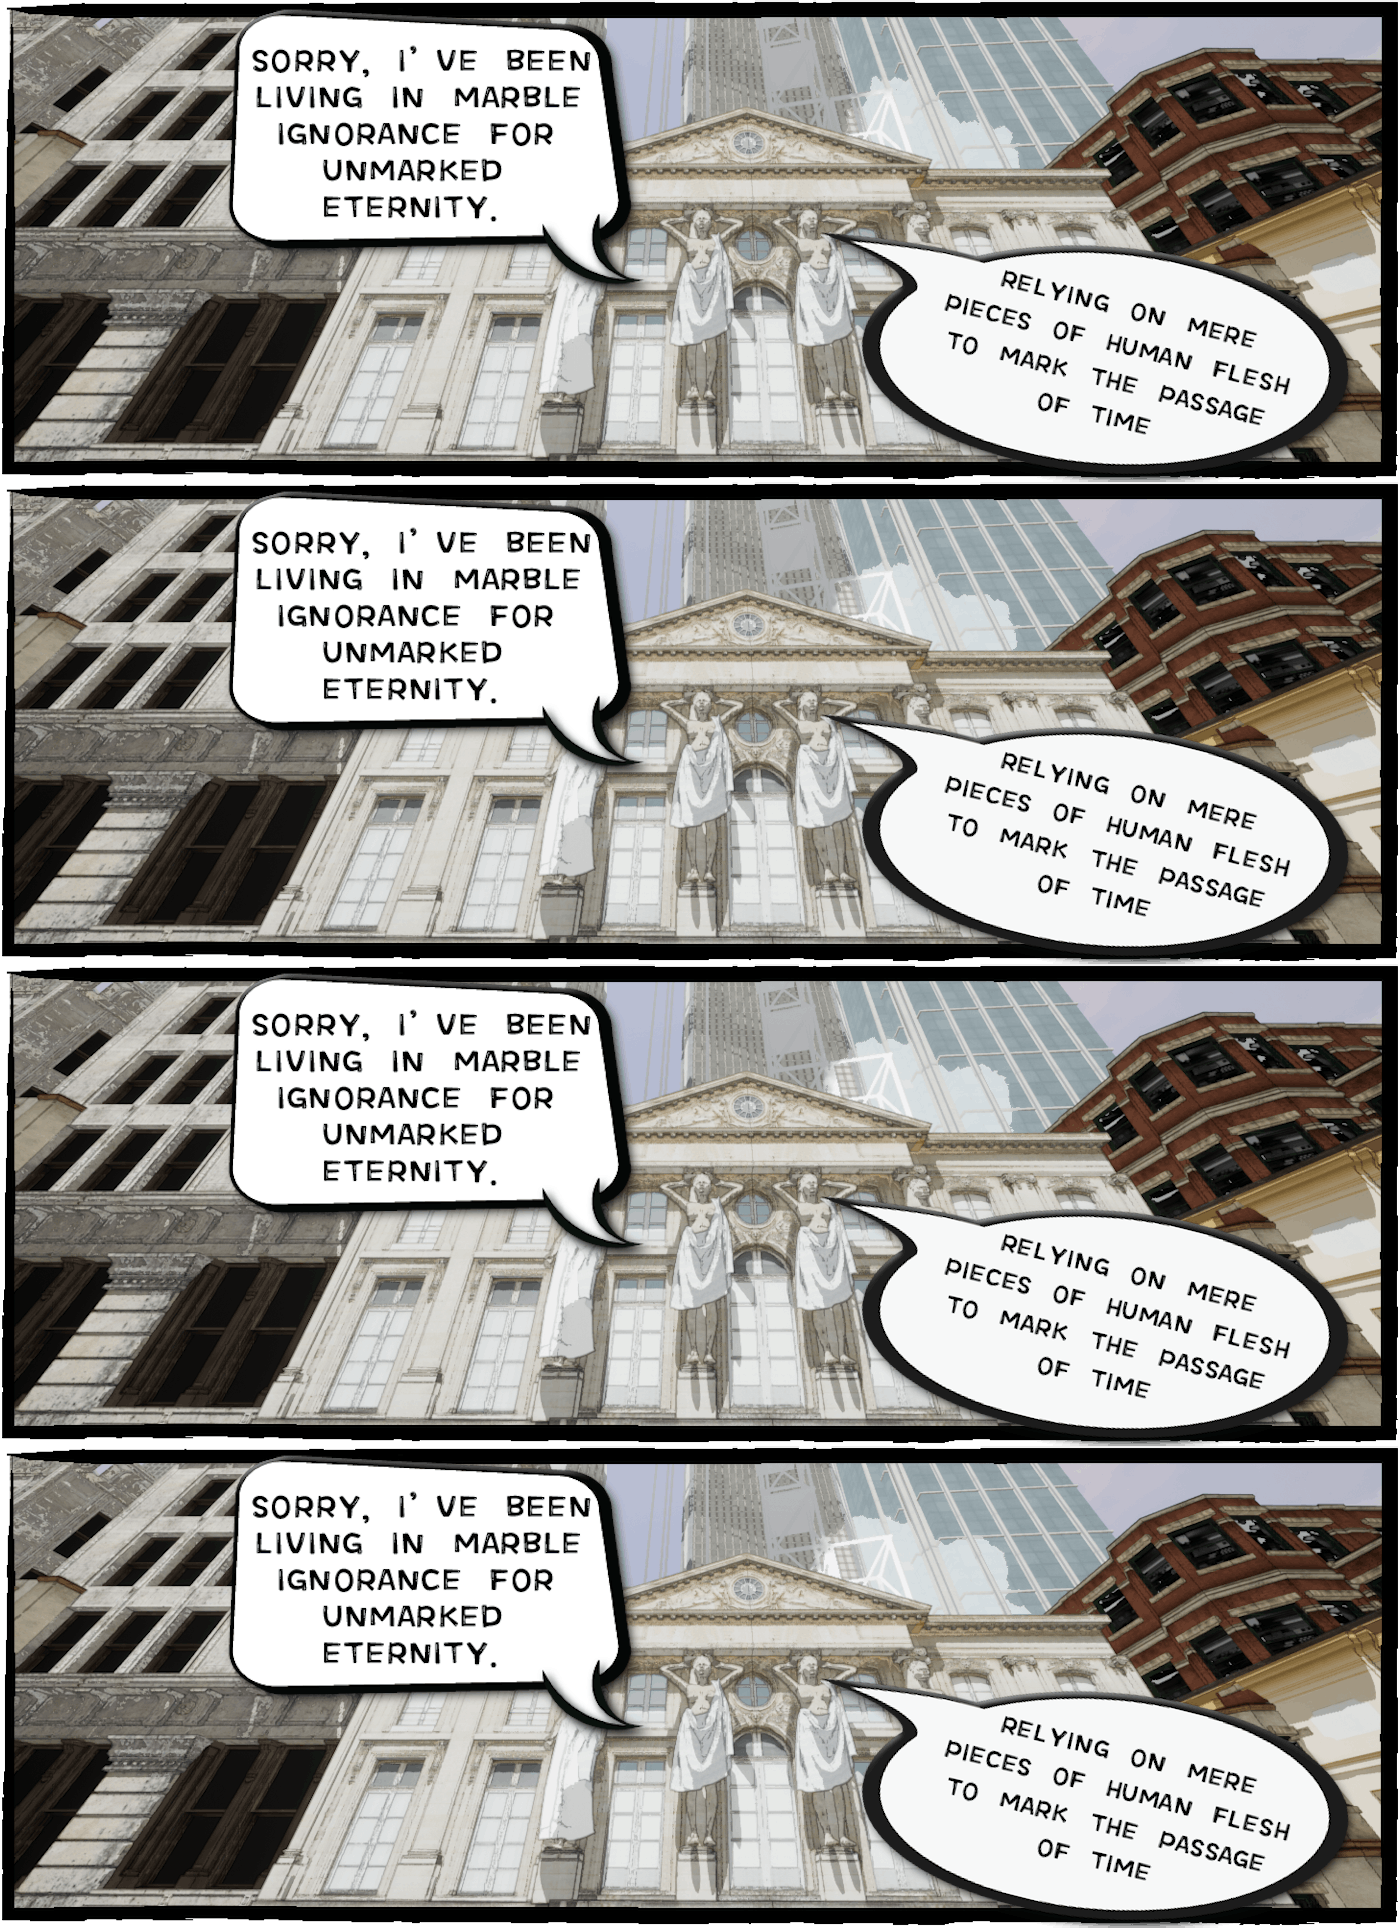 SORRY, I'VE BEEN
LIVING IN MARBLE
IGNORANCE FOR
UNMARKED
ETERNITY.
RELYING ON MERE
PIECES OF HUMAN FLESH
TO MARK THE PASSAGE
OF TIME
SORRY, I'VE BEEN
LIVING IN MARBLE
IGNORANCE FOR
UNMARKED
ETERNITY.
RELYING ON MERE
PIECES OF HUMAN FLESH
TO MARK THE PASSAGE
OF TIME
SORRY, I'VE BEEN
LIVING IN MARBLE
IGNORANCE FOR
UNMARKED
ETERNITY.
RELYING ON MERE
PIECES OF HUMAN FLESH
TO MARK THE PASSAGE
OF TIME
SORRY, I'VE BEEN
LIVING IN MARBLE
IGNORANCE FOR
UNMARKED
ETERNITY.
RELYING ON MERE
PIECES OF HUMAN FLESH
TO MARK THE PASSAGE
OF TIME